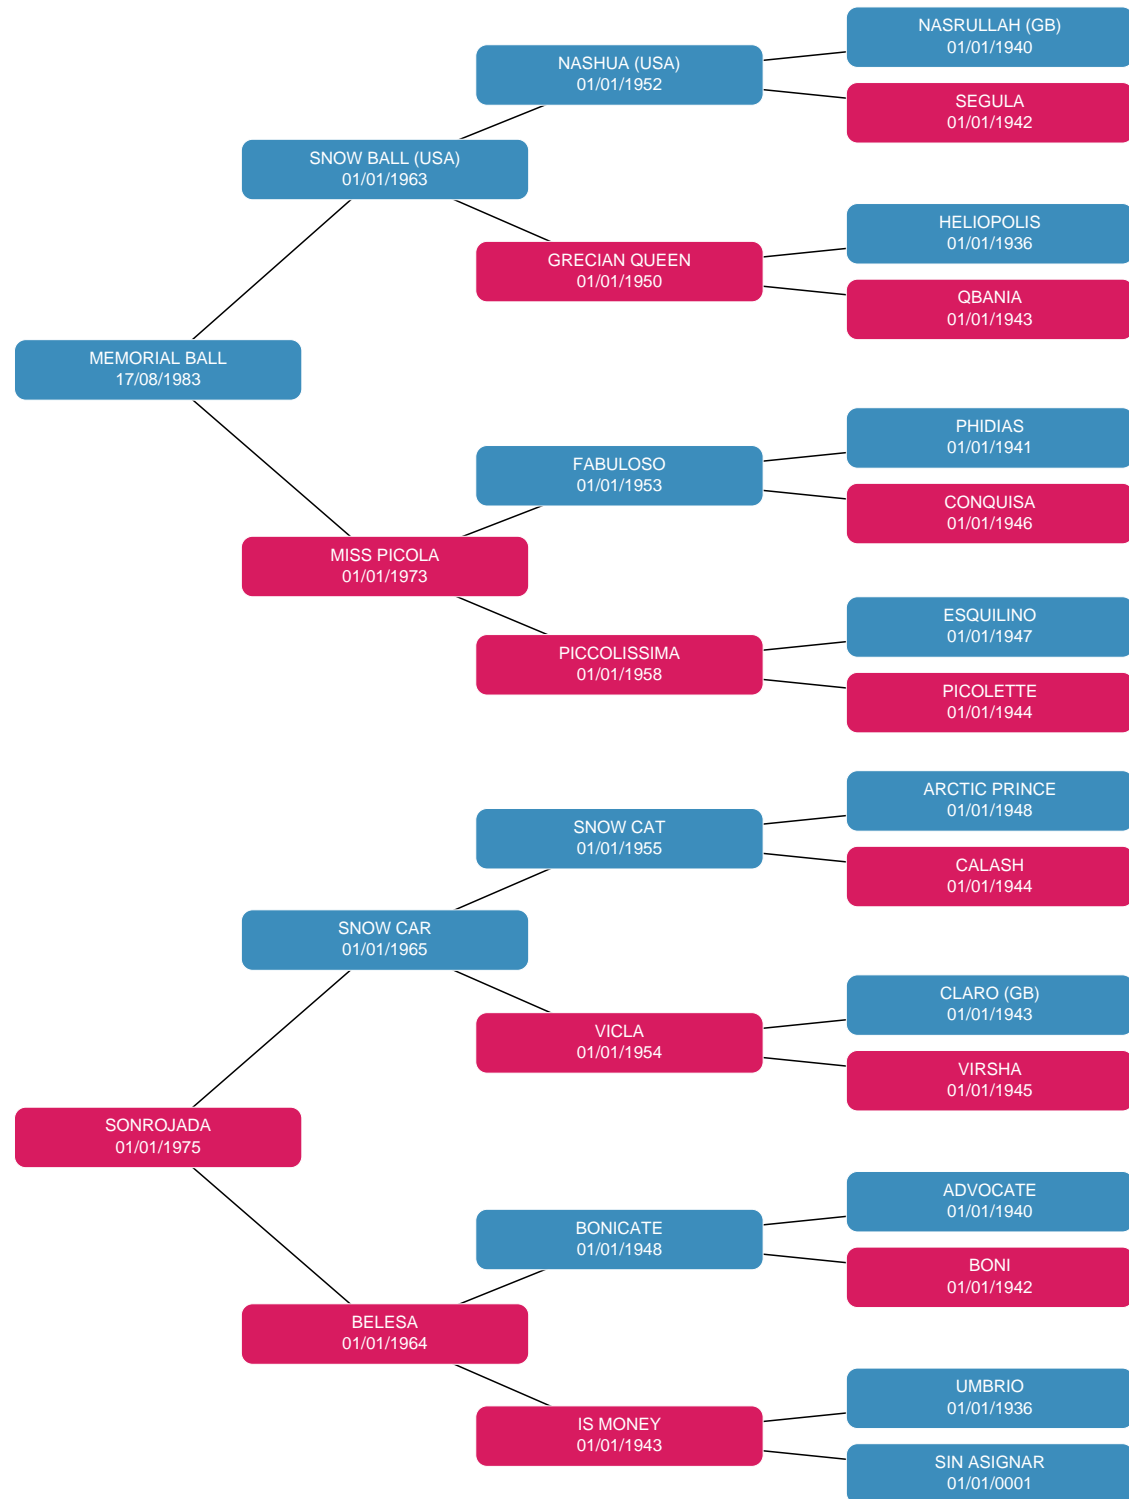 NASRULLAH (GB)
01/01/1940
NASHUA (USA)
01/01/1952
SEGULA
01/01/1942
SNOW BALL (USA)
01/01/1963
HELIOPOLIS
01/01/1936
GRECIAN QUEEN
01/01/1950
QBANIA
01/01/1943
MEMORIAL BALL
17/08/1983
PHIDIAS
01/01/1941
FABULOSO
01/01/1953
CONQUISA
01/01/1946
MISS PICOLA
01/01/1973
ESQUILINO
01/01/1947
PICCOLISSIMA
01/01/1958
PICOLETTE
01/01/1944
ARCTIC PRINCE
01/01/1948
SNOW CAT
01/01/1955
CALASH
01/01/1944
SNOW CAR
01/01/1965
CLARO (GB)
01/01/1943
VICLA
01/01/1954
VIRSHA
01/01/1945
SONROJADA
01/01/1975
ADVOCATE
01/01/1940
BONICATE
01/01/1948
BONI
01/01/1942
BELESA
01/01/1964
UMBRIO
01/01/1936
IS MONEY
01/01/1943
SIN ASIGNAR
01/01/0001